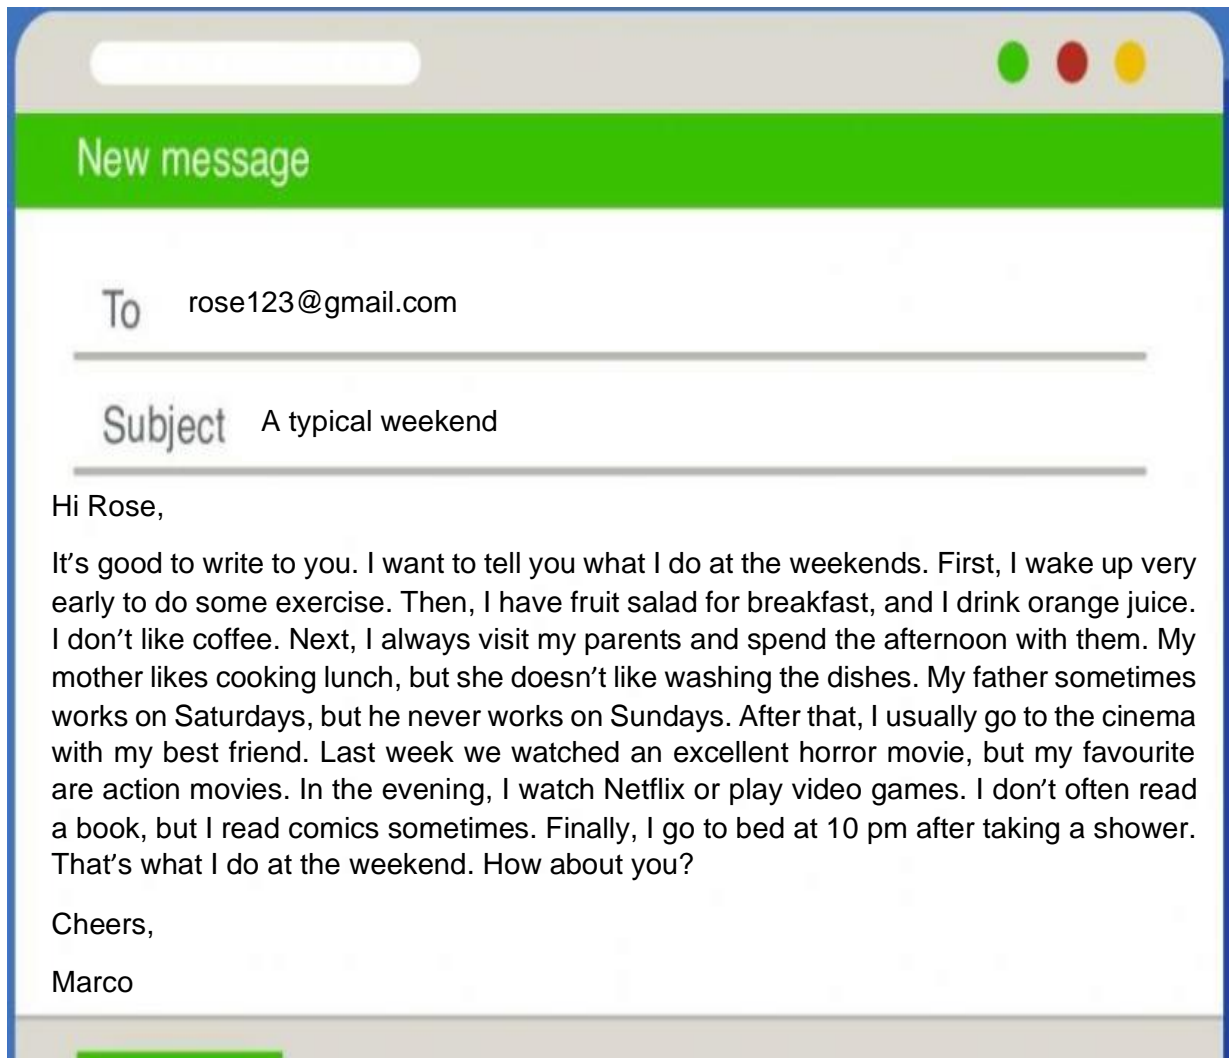 New message
To rose123@gmail.com
Subject A typical weekend
Hi Rose,
It’s good to write to you. I want to tell you what I do at the weekends. First, I wake up very
early to do some exercise. Then, I have fruit salad for breakfast, and I drink orange juice.
I don’t like coffee. Next, I always visit my parents and spend the afternoon with them. My
mother likes cooking lunch, but she doesn’t like washing the dishes. My father sometimes
works on Saturdays, but he never works on Sundays. After that, I usually go to the cinema
with my best friend. Last week we watched an excellent horror movie, but my favourite
are action movies. In the evening, I watch Netflix or play video games. I don’t often read
a book, but I read comics sometimes. Finally, I go to bed at 10 pm after taking a shower.
That’s what I do at the weekend. How about you?
Cheers,
Marco